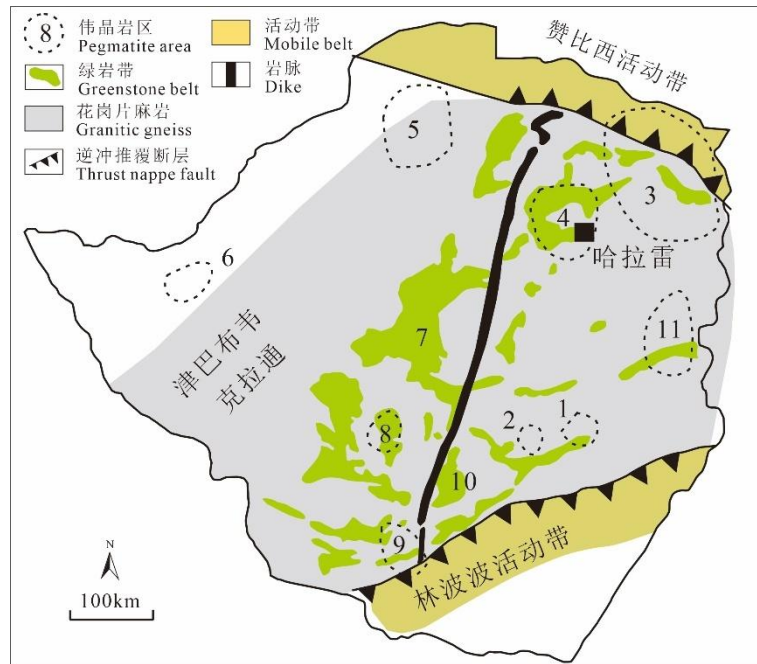 8
伟晶岩区
Pegmatite area
绿岩带
Greenstone belt
花岗片麻岩
Granitic gneiss
逆冲推覆断层
Thrust nappe fault
活动带
Mobile belt
岩脉
Dike
赞比西活动带
5
3
4
哈拉雷
6
7
11
津巴布韦
克拉通
8
2
1
10
9
林波波活动带
N
100km